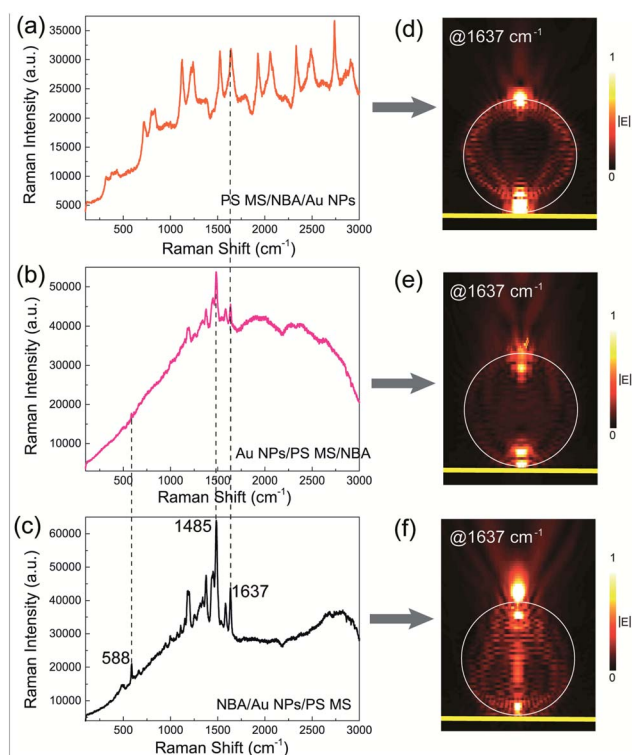 (a)
35000
30000
25000
20000
15000
10000
5000
Raman Intensity (a.u.)
PS MS/NBA/Au NPs
500 1000 1500 2000 2500 3000
Raman Shift (cm⁻¹)
(d)
@1637 cm⁻¹
1
|E|
0
(b)
50000
40000
30000
20000
10000
Raman Intensity (a.u.)
Au NPs/PS MS/NBA
500 1000 1500 2000 2500 3000
Raman Shift (cm⁻¹)
(e)
@1637 cm⁻¹
1
|E|
0
(c)
60000
50000
40000
30000
20000
10000
Raman Intensity (a.u.)
1485
1637
588
NBA/Au NPs/PS MS
500 1000 1500 2000 2500 3000
Raman Shift (cm⁻¹)
(f)
@1637 cm⁻¹
1
|E|
0